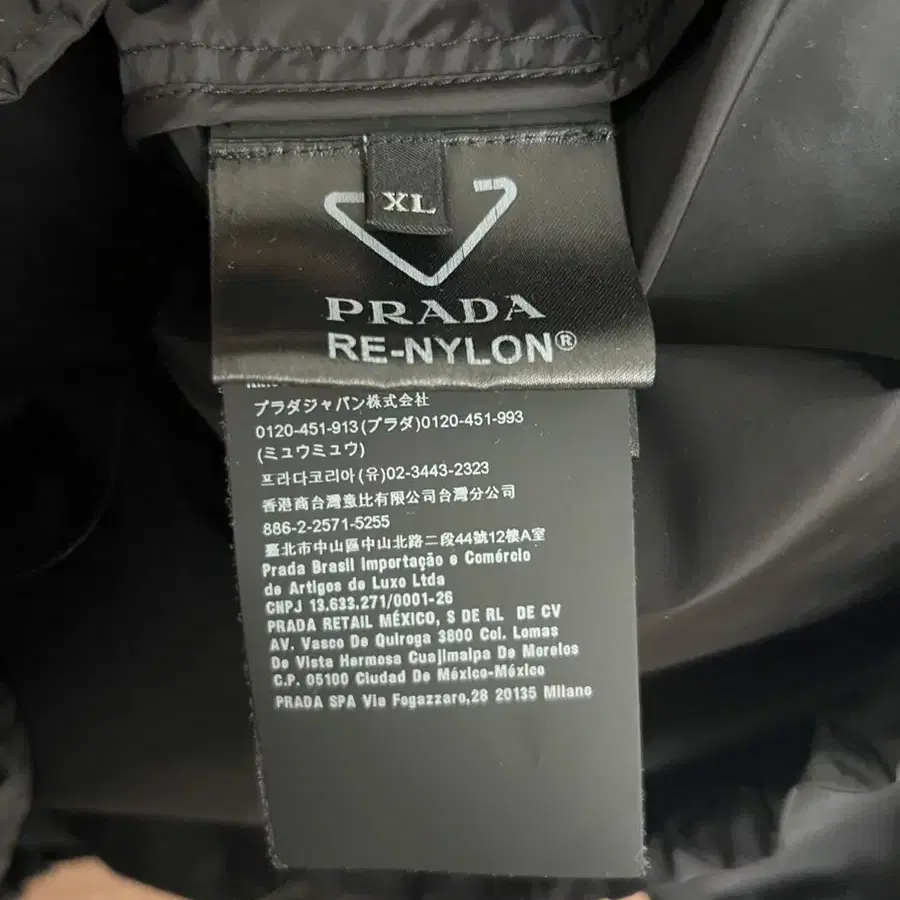 XL
PRADA
RE-NYLON®
プラダジャパン株式会社
0120-451-913(プラダ)0120-451-993
(ミュウミュウ)
프라다코리아(유)02-3443-2323
香港商台灣意比有限公司台灣分公司
886-2-2571-5255
臺北市中山區中山北路二段44號12樓A室
Prada Brasil Importação e Comércio
de Artigos de Luxo Ltda
CNPJ 13.633.271/0001-26
PRADA RETAIL MÉXICO, S DE RL DE CV
AV. Vasco De Quiroga 3800 Col. Lomas
De Vista Hermosa Cuajimalpa De Morelos
C.P. 05100 Ciudad De México-México
PRADA SPA Via Fogazzaro,28 20135 Milano